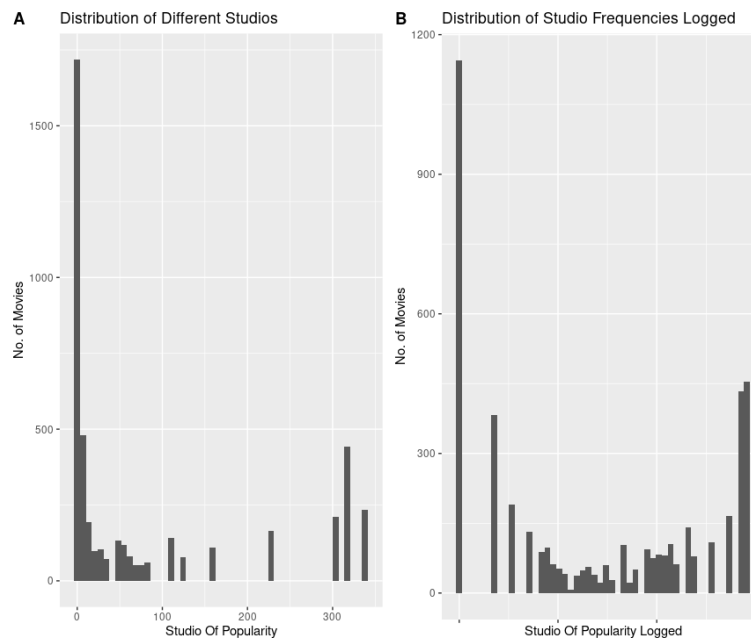 A
Distribution of Different Studios
No. of Movies
1500
1000
500
0
0 100 200 300
Studio Of Popularity
B
Distribution of Studio Frequencies Logged
No. of Movies
1200
900
600
300
0
Studio Of Popularity Logged